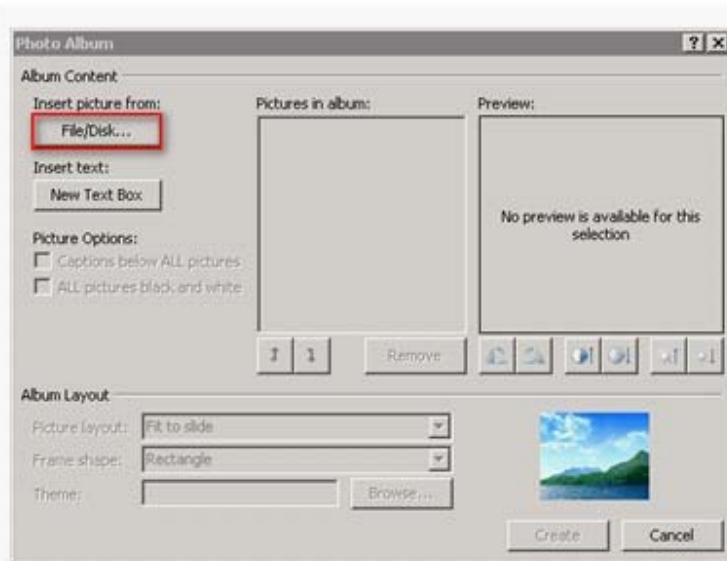 Photo Album
Album Content
Insert picture from:
File/Disk...
Insert text:
New Text Box
Picture Options:
Captions below ALL pictures
ALL pictures black and white
Pictures in album:
Remove
Preview:
No preview is available for this
selection
Album Layout
Picture layout: Fit to slide
Frame shape: Rectangle
Theme: Browse...
Create Cancel